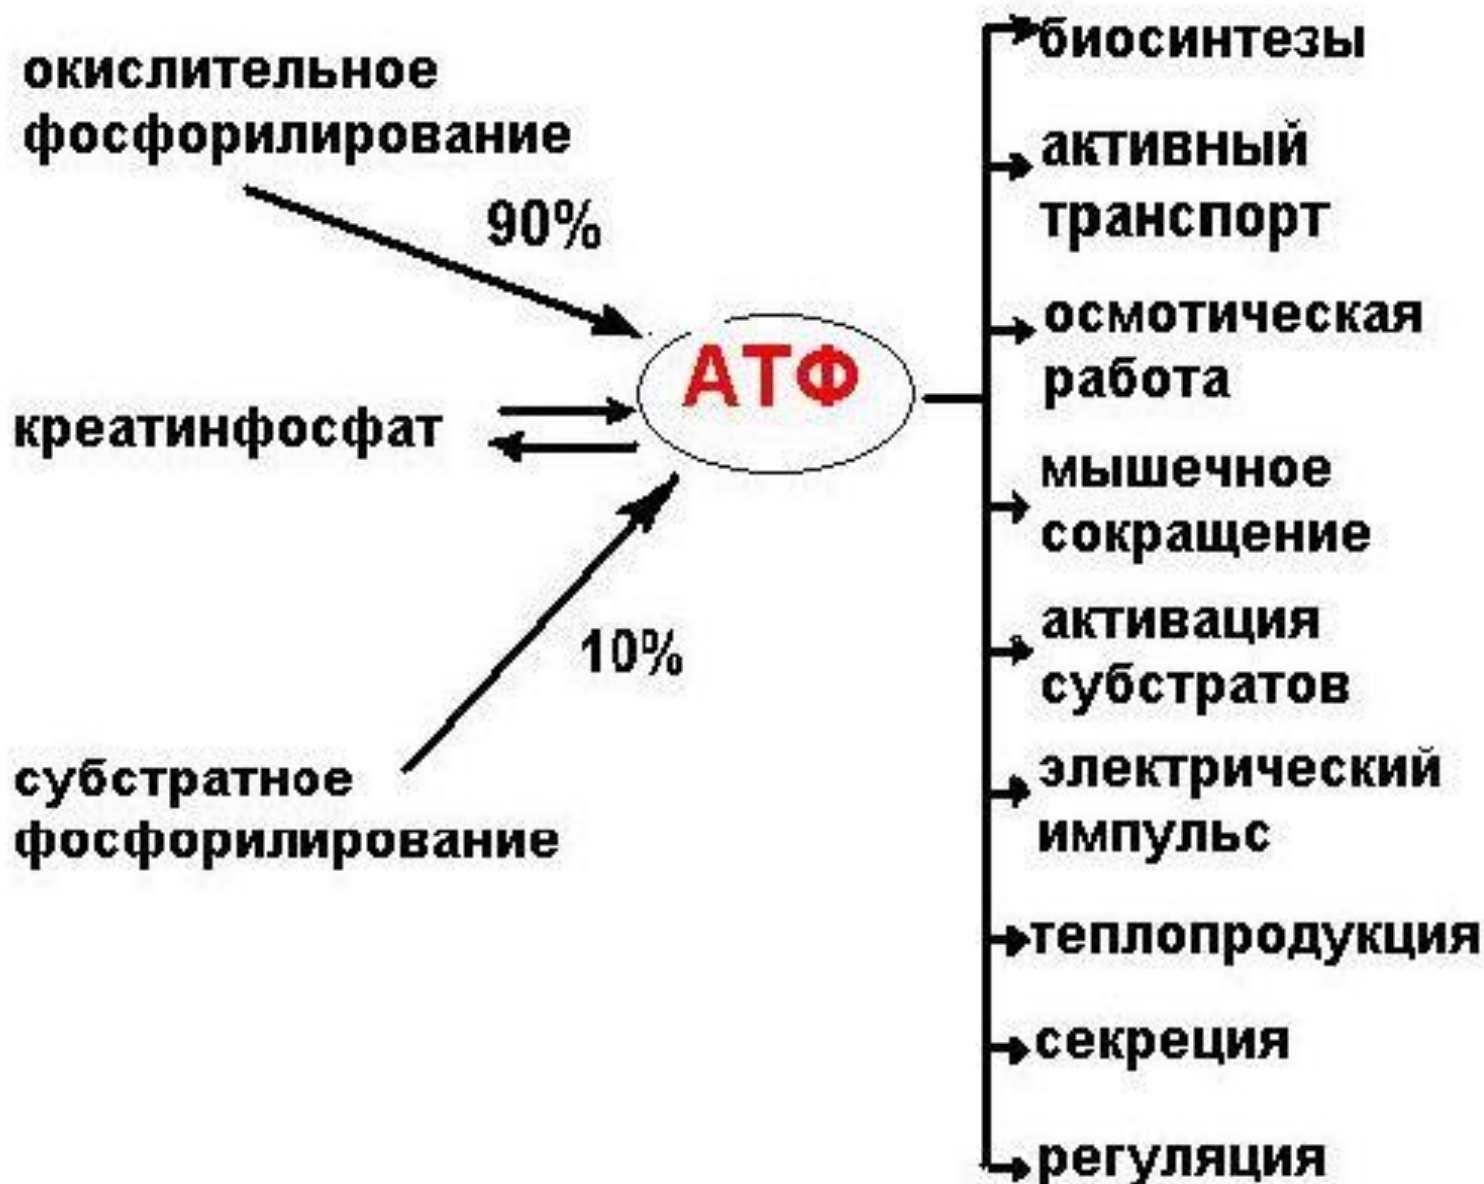 окислительное
фосфорилирование
90%
креатинфосфат
АТФ
10%
субстратное
фосфорилирование
биосинтезы
активный
транспорт
осмотическая
работа
мышечное
сокращение
активация
субстратов
электрический
импульс
теплопродукция
секреция
регуляция